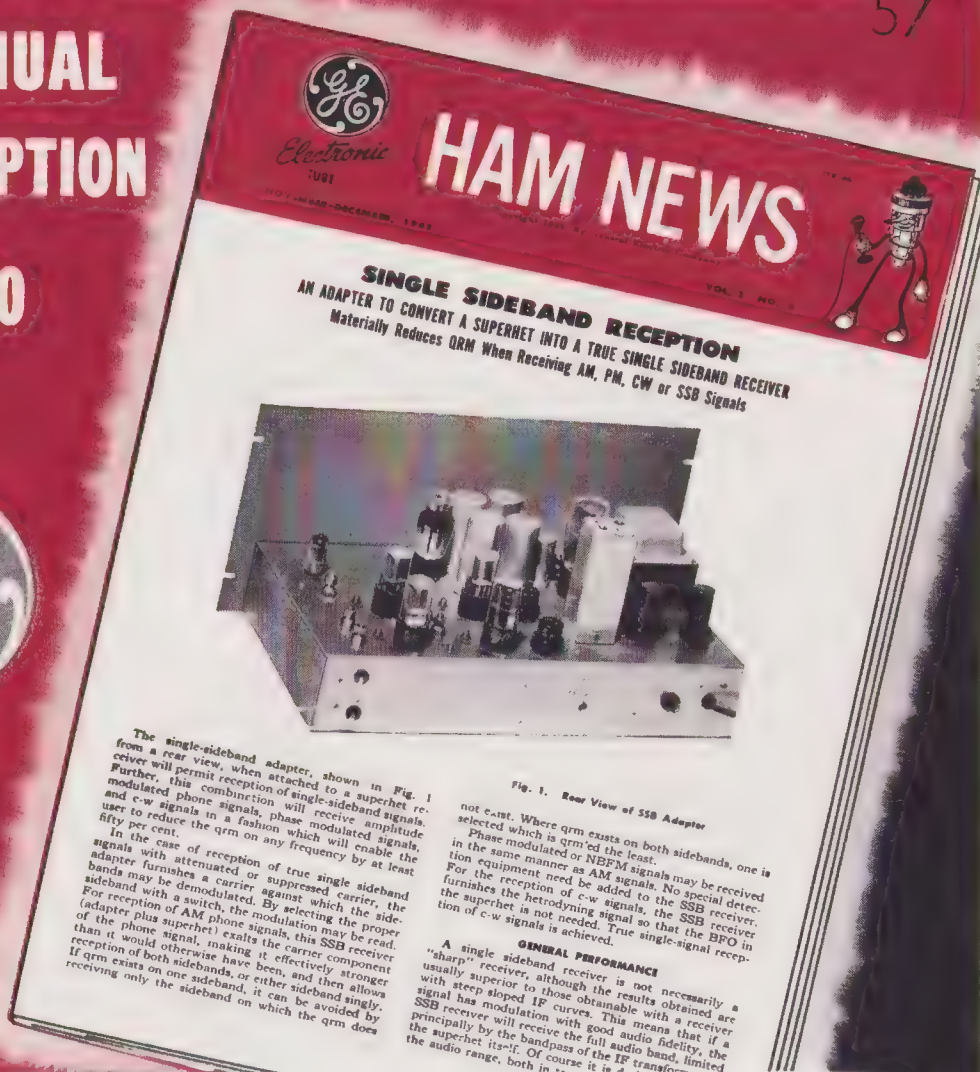 57
NUAL
PTION
O
GE
Electronic
TUBE
HAM NEWS
NOVEMBER-DECEMBER, 1948
VOL. 3 NO. 6
SINGLE SIDEBAND RECEPTION
AN ADAPTER TO CONVERT A SUPERHET INTO A TRUE SINGLE SIDEBAND RECEIVER
Materially Reduces QRM When Receiving AM, PM, CW or SSB Signals
Fig. 1. Rear View of SSB Adapter
The single-sideband adapter, shown in Fig. 1
from a rear view, when attached to a superhet re-
ceiver will permit reception of single-sideband signals.
Further, this combination will receive amplitude
modulated phone signals, phase modulated signals,
and c-w signals in a fashion which will enable the
user to reduce the qrm on any frequency by at least
fifty per cent.
In the case of reception of true single sideband
signals with attenuated or suppressed carrier, the
adapter furnishes a carrier against which the side-
bands may be demodulated. By selecting the proper
sideband with a switch, the modulation may be read.
For reception of AM phone signals, this SSB receiver
(adapter plus superhet) exalts the carrier component
of the phone signal, making it effectively stronger
than it would otherwise have been, and then allows
reception of both sidebands, or either sideband singly.
If qrm exists on one sideband, it can be avoided by
receiving only the sideband on which the qrm does
not exist. Where qrm exists on both sidebands, one is
selected which is qrm'ed the least.
Phase modulated or NBFM signals may be received
in the same manner as AM signals. No special detec-
tion equipment need be added to the SSB receiver.
For the reception of c-w signals, the SSB receiver
furnishes the hetrodyning signal so that the BFO in
the superhet is not needed. True single-signal recep-
tion of c-w signals is achieved.
GENERAL PERFORMANCE
A single sideband receiver is not necessarily a
"sharp" receiver, although the results obtained are
usually superior to those obtainable with a receiver
with steep sloped IF curves. This means that if a
signal has modulation with good audio fidelity, the
SSB receiver will receive the full audio band, limited
principally by the bandpass of the IF transfor
the superhet itself. Of course it is
the audio range, both in